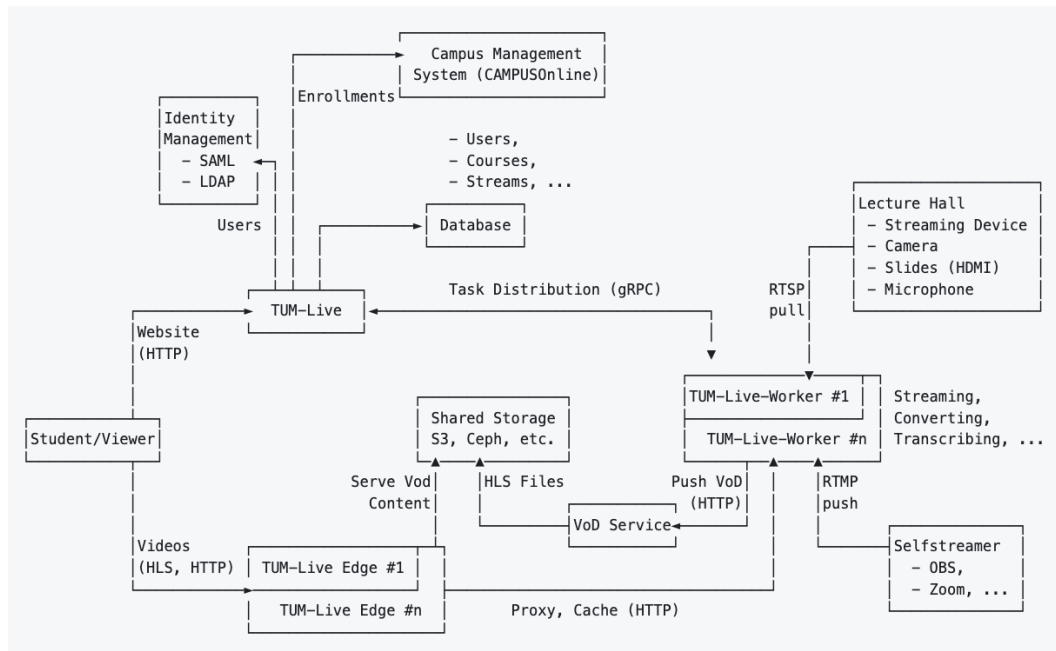 Campus Management
System (CAMPUSOnline)
Enrollments
Identity
Management
– SAML
– LDAP
– Users,
– Courses,
– Streams, ...
Users
Database
Lecture Hall
– Streaming Device
– Camera
– Slides (HDMI)
– Microphone
Task Distribution (gRPC)
RTSP
pull
TUM–Live
Website
(HTTP)
TUM–Live–Worker #1
TUM–Live–Worker #n
Streaming,
Converting,
Transcribing, ...
Shared Storage
S3, Ceph, etc.
Student/Viewer
Serve Vod
Content
HLS Files
Push VoD
(HTTP)
RTMP
push
VoD Service
Videos
(HLS, HTTP)
TUM–Live Edge #1
TUM–Live Edge #n
Proxy, Cache (HTTP)
Selfstreamer
– OBS,
– Zoom, ...